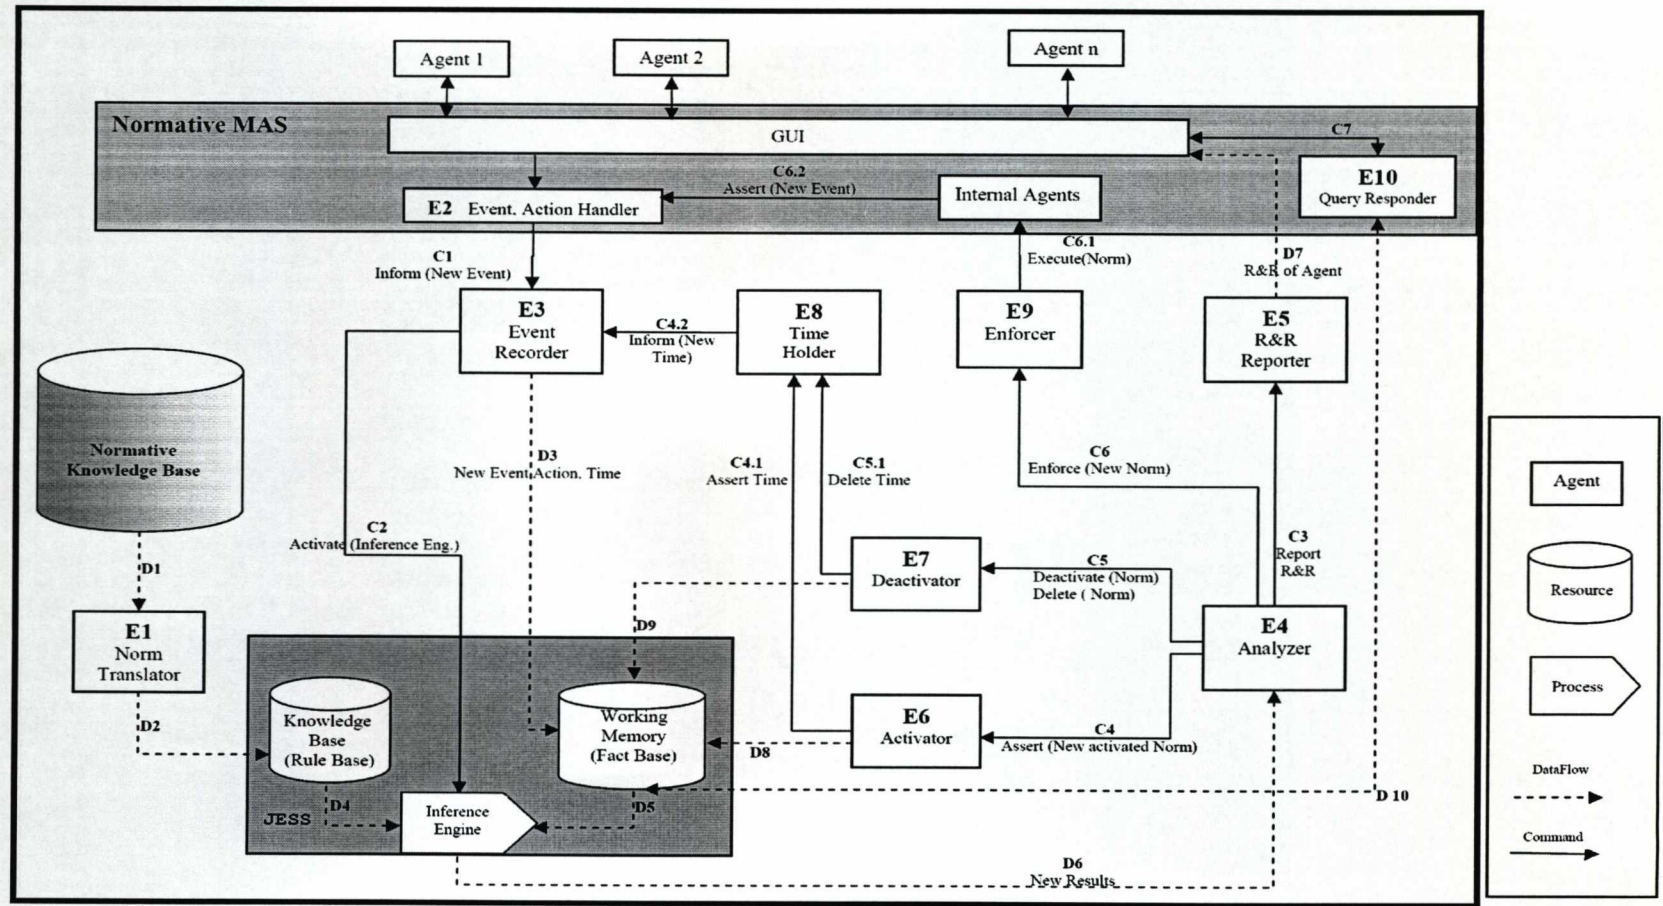 Agent 1
Agent 2
Agent n
Normative MAS
GUI
C7
C6.2
Assert (New Event)
E2 Event. Action Handler
Internal Agents
E10
Query Responder
C1
Inform (New Event)
C6.1
Execute(Norm)
D7
R&R of Agent
E3
Event
Recorder
C4.2
Inform (New
Time)
E8
Time
Holder
E9
Enforcer
E5
R&R
Reporter
Normative
Knowledge Base
D3
New Event.Action. Time
C4.1
Assert Time
C5.1
Delete Time
C6
Enforce (New Norm)
C2
Activate (Inference Eng.)
C3
Report
R&R
D1
E7
Deactivator
C5
Deactivate (Norm)
Delete ( Norm)
E1
Norm
Translator
D9
E4
Analyzer
D2
Knowledge
Base
(Rule Base)
Working
Memory
(Fact Base)
D8
E6
Activator
C4
Assert (New activated Norm)
D4
JESS
Inference
Engine
D5
D 10
D6
New Results
Agent
Resource
Process
DataFlow
Command